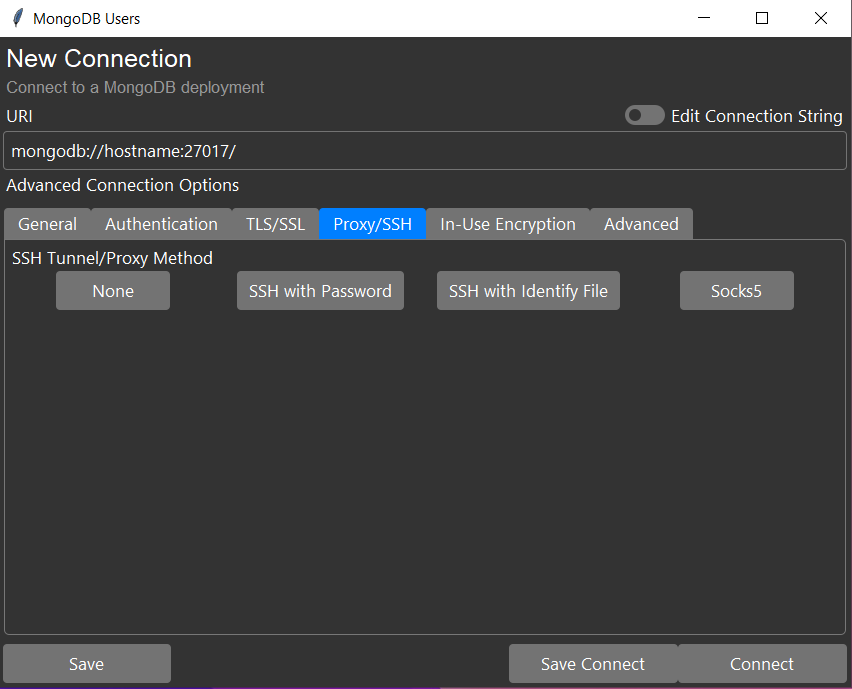 MongoDB Users
New Connection
Connect to a MongoDB deployment
URI Edit Connection String
mongodb://hostname:27017/
Advanced Connection Options
General Authentication TLS/SSL Proxy/SSH In-Use Encryption Advanced
SSH Tunnel/Proxy Method
None SSH with Password SSH with Identify File Socks5
Save Save Connect Connect